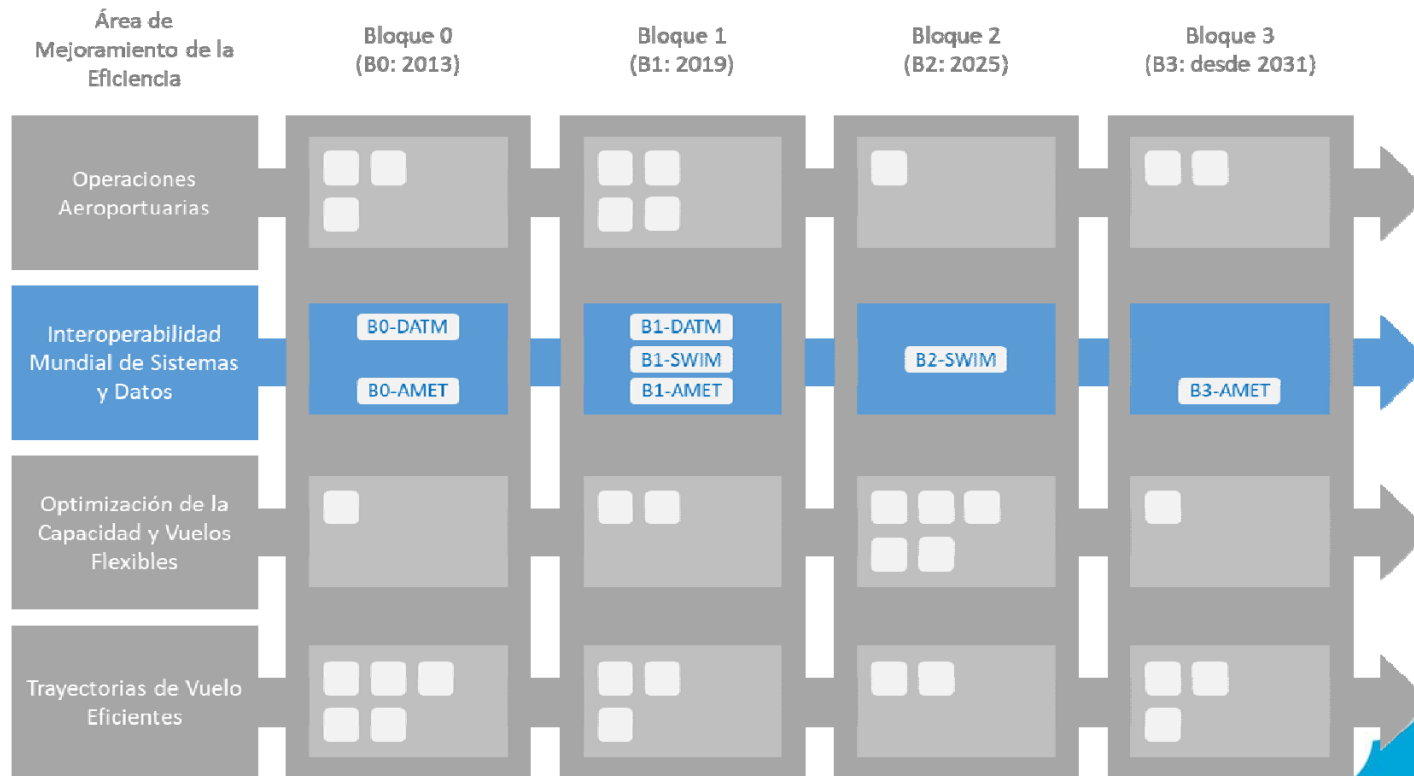 Área de
Mejoramiento de la
Eficiencia
Bloque 0
(B0: 2013)
Bloque 1
(B1: 2019)
Bloque 2
(B2: 2025)
Bloque 3
(B3: desde 2031)
Operaciones
Aeroportuarias
Interoperabilidad
Mundial de Sistemas
y Datos
B0-DATM
B0-AMET
B1-DATM
B1-SWIM
B1-AMET
B2-SWIM
B3-AMET
Optimización de la
Capacidad y Vuelos
Flexibles
Trayectorias de Vuelo
Eficientes